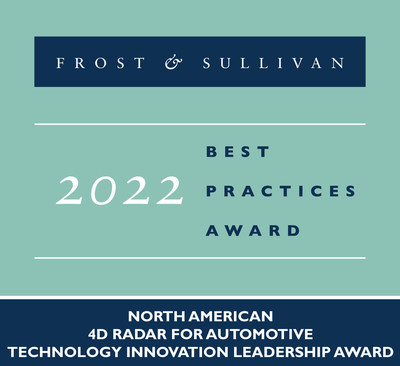 FROST & SULLIVAN
BEST
2022 PRACTICES
AWARD
NORTH AMERICAN
4D RADAR FOR AUTOMOTIVE
TECHNOLOGY INNOVATION LEADERSHIP AWARD